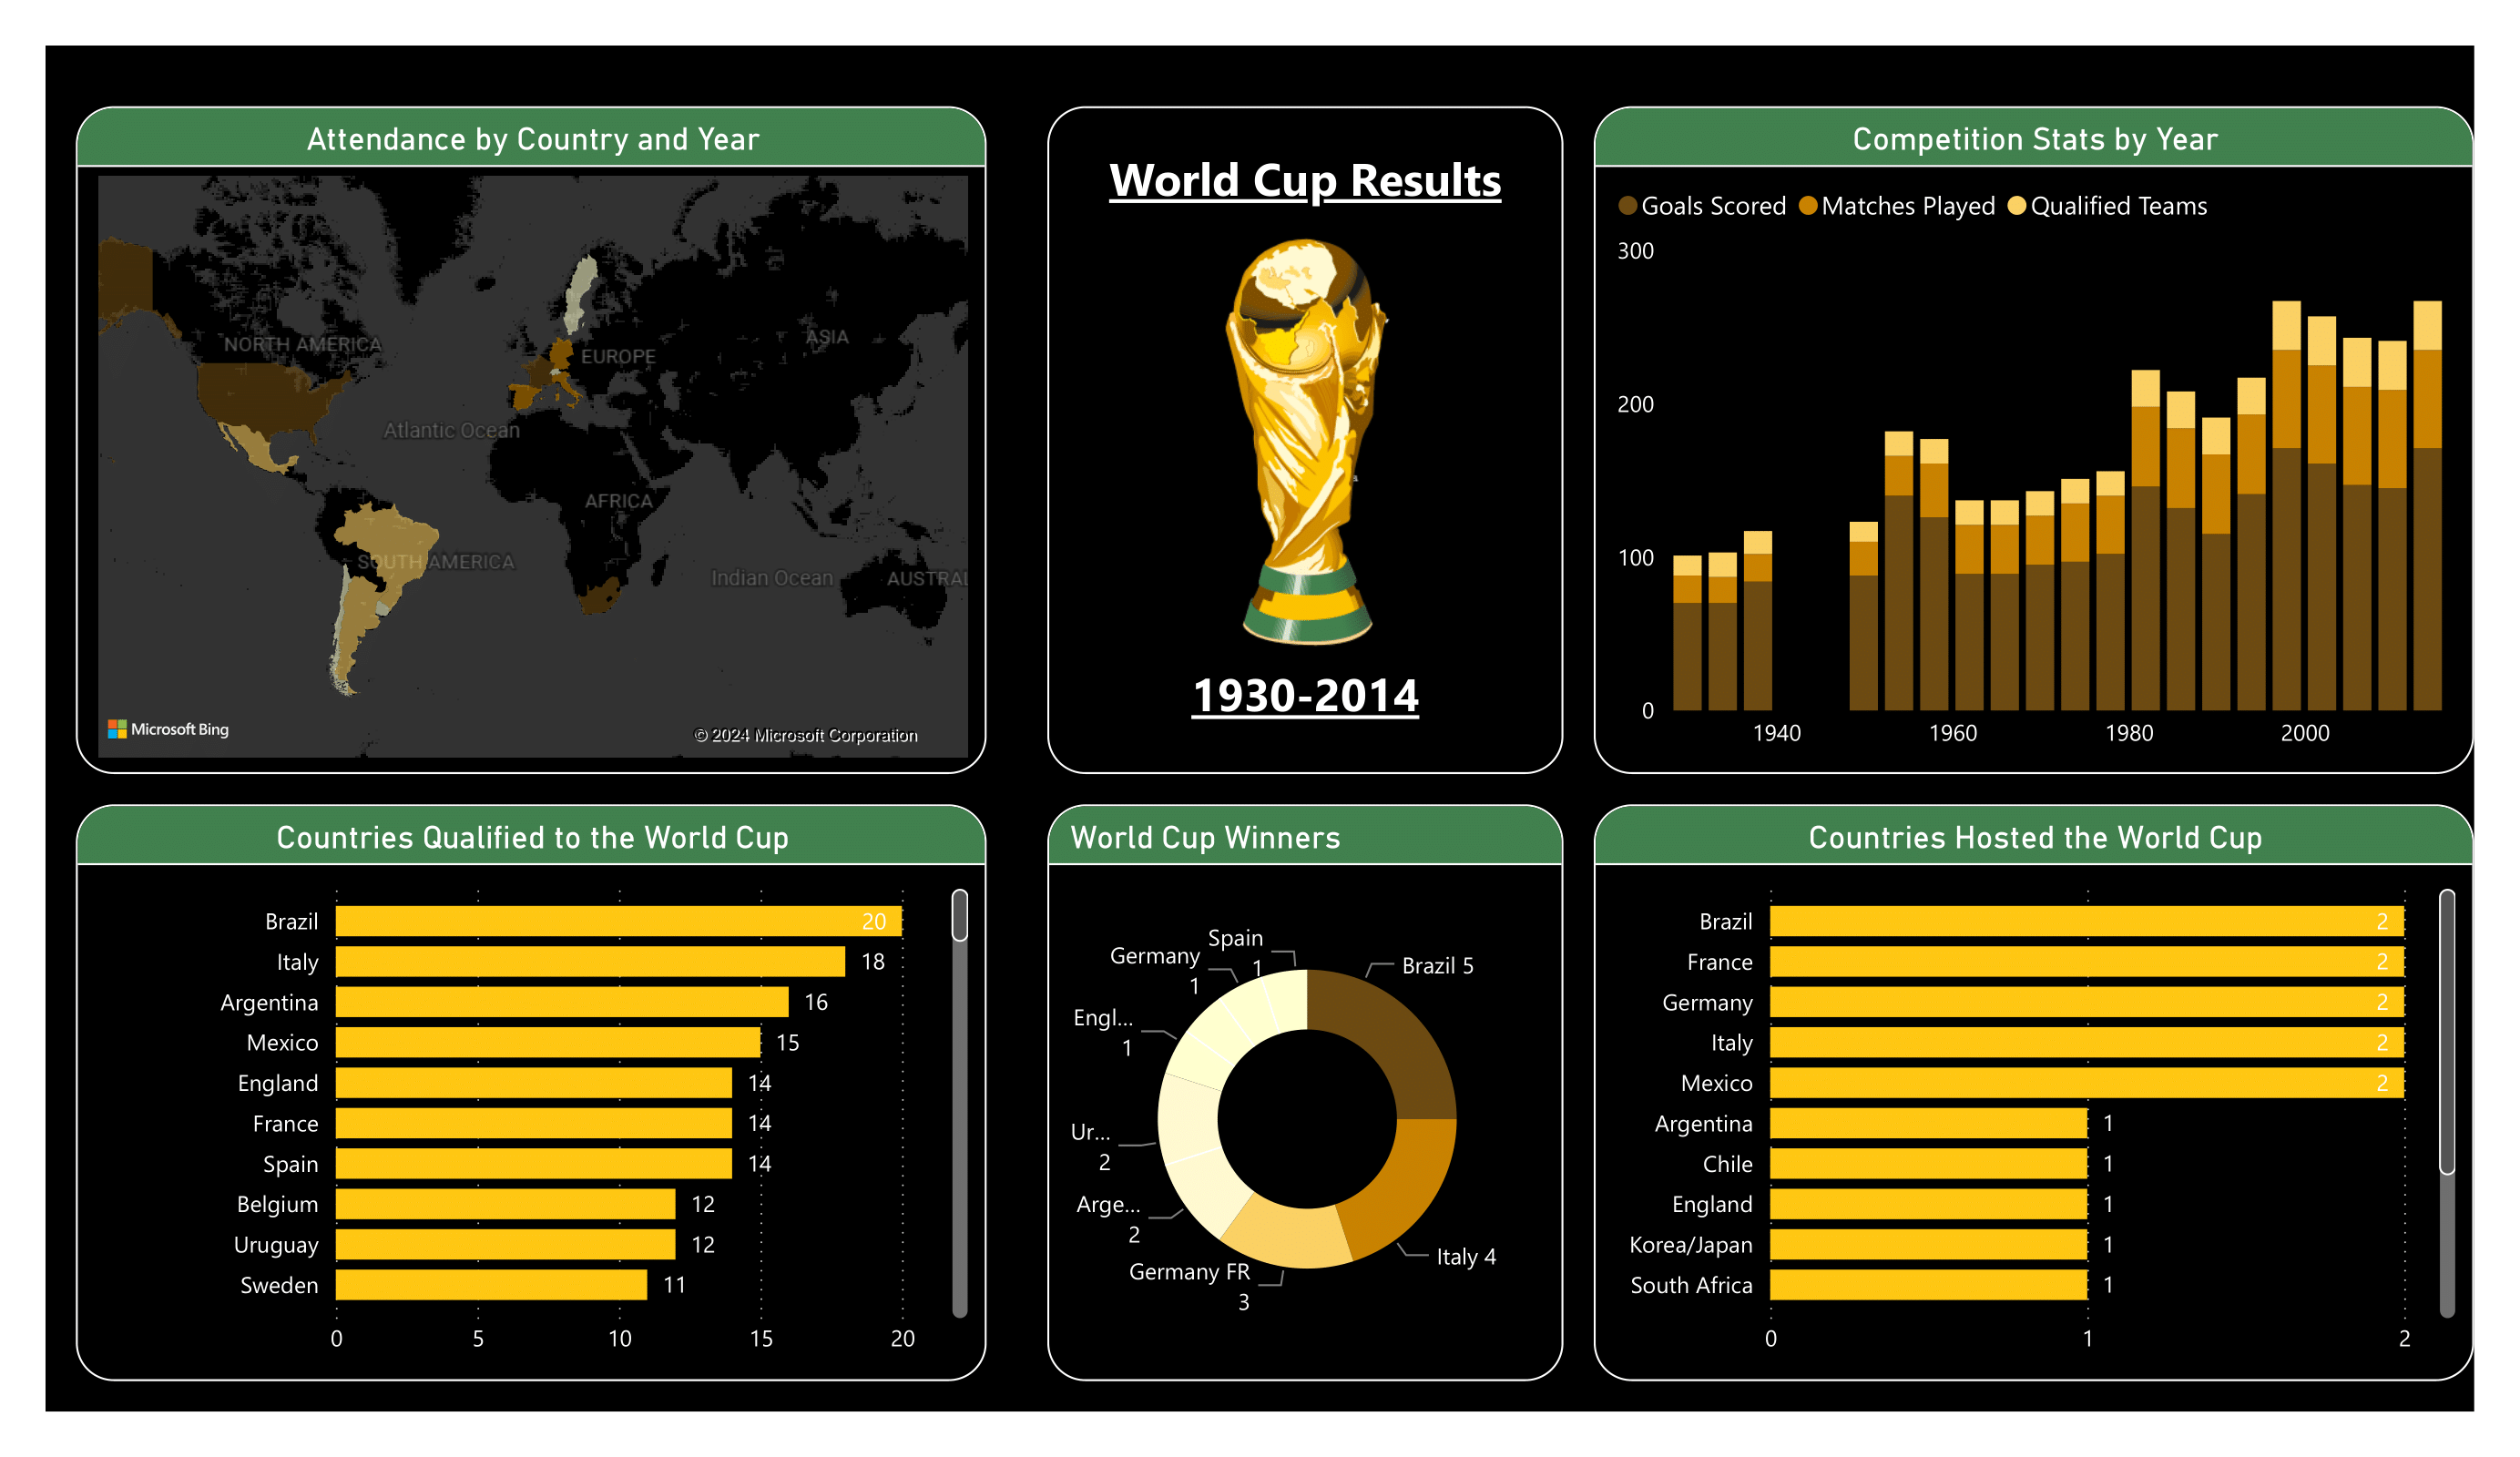 Attendance by Country and Year
NORTH AMERICA
EUROPE
ASIA
Atlantic Ocean
AFRICA
SOUTH AMERICA
Indian Ocean
AUSTRAL
Microsoft Bing
© 2024 Microsoft Corporation
World Cup Results
1930-2014
Competition Stats by Year
Goals Scored Matches Played Qualified Teams
300
200
100
0
1940 1960 1980 2000
Countries Qualified to the World Cup
Brazil 20
Italy 18
Argentina 16
Mexico 15
England 14
France 14
Spain 14
Belgium 12
Uruguay 12
Sweden 11
0 5 10 15 20
World Cup Winners
Spain
1
Germany
1
Engl...
1
Ur...
2
Arge...
2
Germany FR
3
Brazil 5
Italy 4
Countries Hosted the World Cup
Brazil 2
France 2
Germany 2
Italy 2
Mexico 2
Argentina 1
Chile 1
England 1
Korea/Japan 1
South Africa 1
0 1 2